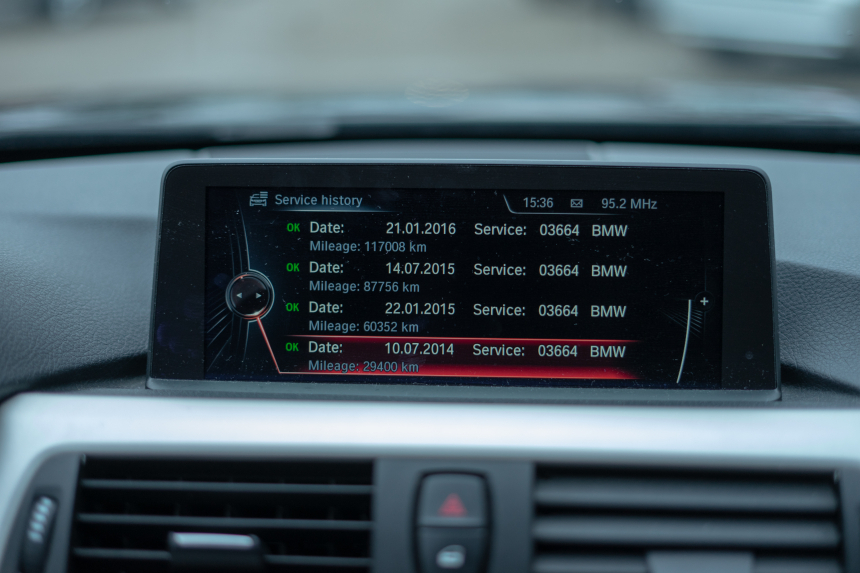 Service history 15:36 95.2 MHz
OK Date: 21.01.2016 Service: 03664 BMW
Mileage: 117008 km
OK Date: 14.07.2015 Service: 03664 BMW
Mileage: 87756 km
OK Date: 22.01.2015 Service: 03664 BMW
Mileage: 60352 km
OK Date: 10.07.2014 Service: 03664 BMW
Mileage: 29400 km